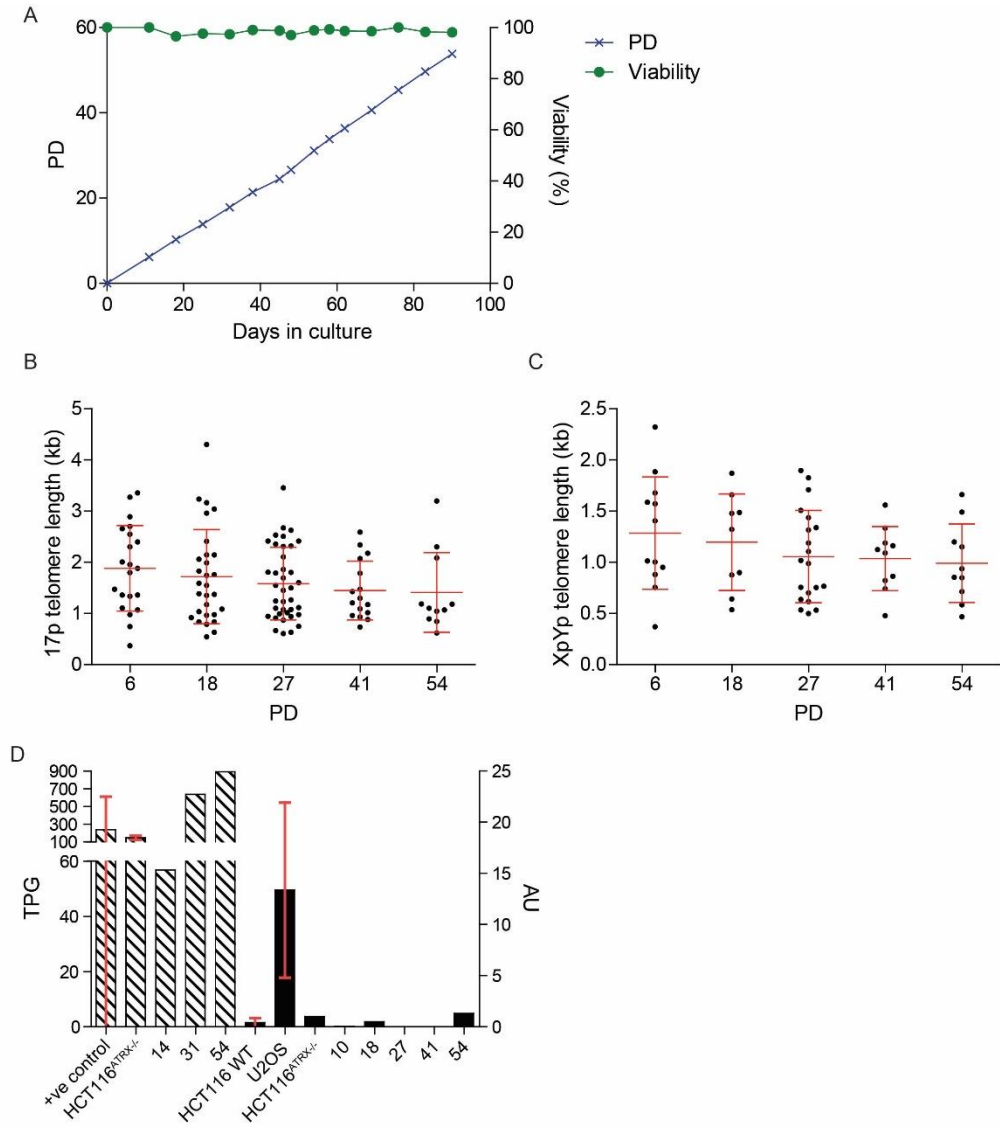 A
60
40
20
0
PD
100
80
60
40
20
0
Viability (%)
PD
Viability
0 20 40 60 80 100
Days in culture
B
5
4
3
2
1
0
17p telomere length (kb)
6 18 27 41 54
PD
C
2.5
2.0
1.5
1.0
0.5
0.0
XpYp telomere length (kb)
6 18 27 41 54
PD
D
900
700
500
300
100
60
40
20
0
TPG
25
20
15
10
5
0
AU
+ve control
HCT116ATRX-/-
14
31
54
HCT116 WT
U2OS
HCT116ATRX-/-
10
18
27
41
54